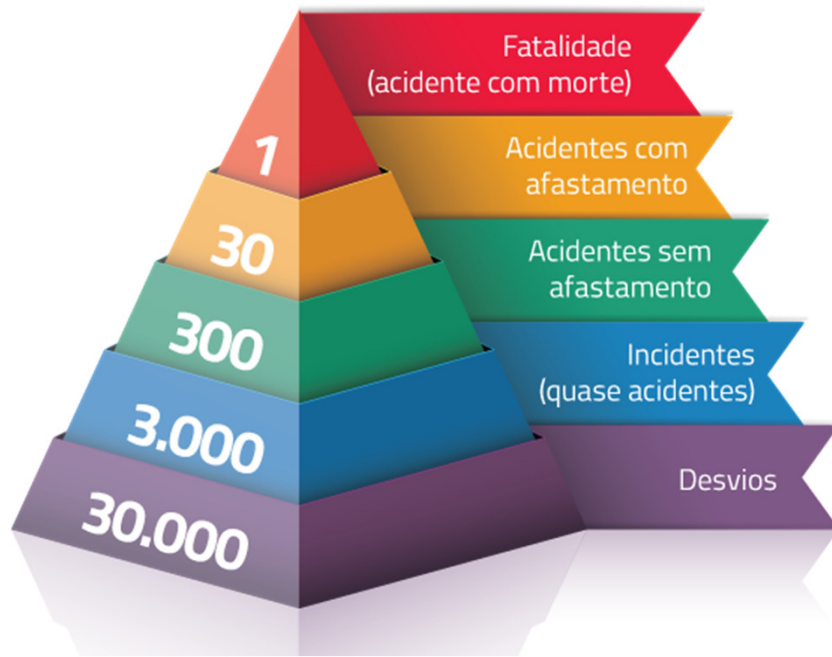 1
Fatalidade
(acidente com morte)
30
Acidentes com
afastamento
300
Acidentes sem
afastamento
3.000
Incidentes
(quase acidentes)
30.000
Desvios